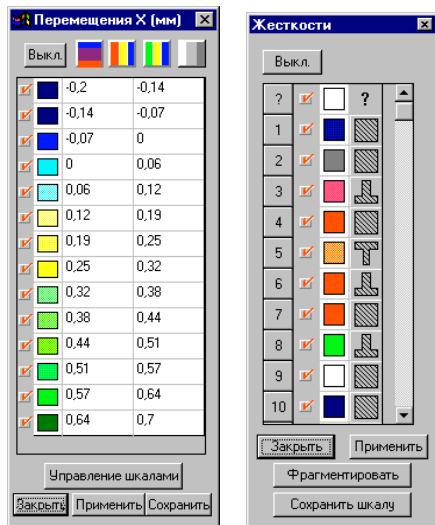 Перемещения X (мм)
Выкл.
-0,2 -0,14
-0,14 -0,07
-0,07 0
0 0,06
0,06 0,12
0,12 0,19
0,19 0,25
0,25 0,32
0,32 0,38
0,38 0,44
0,44 0,51
0,51 0,57
0,57 0,64
0,64 0,7
Управление шкалами
Закрыть Применить Сохранить
Жесткости
Выкл.
? ?
1
2
3
4
5
6
7
8
9
10
Закрыть Применить
Фрагментировать
Сохранить шкалу